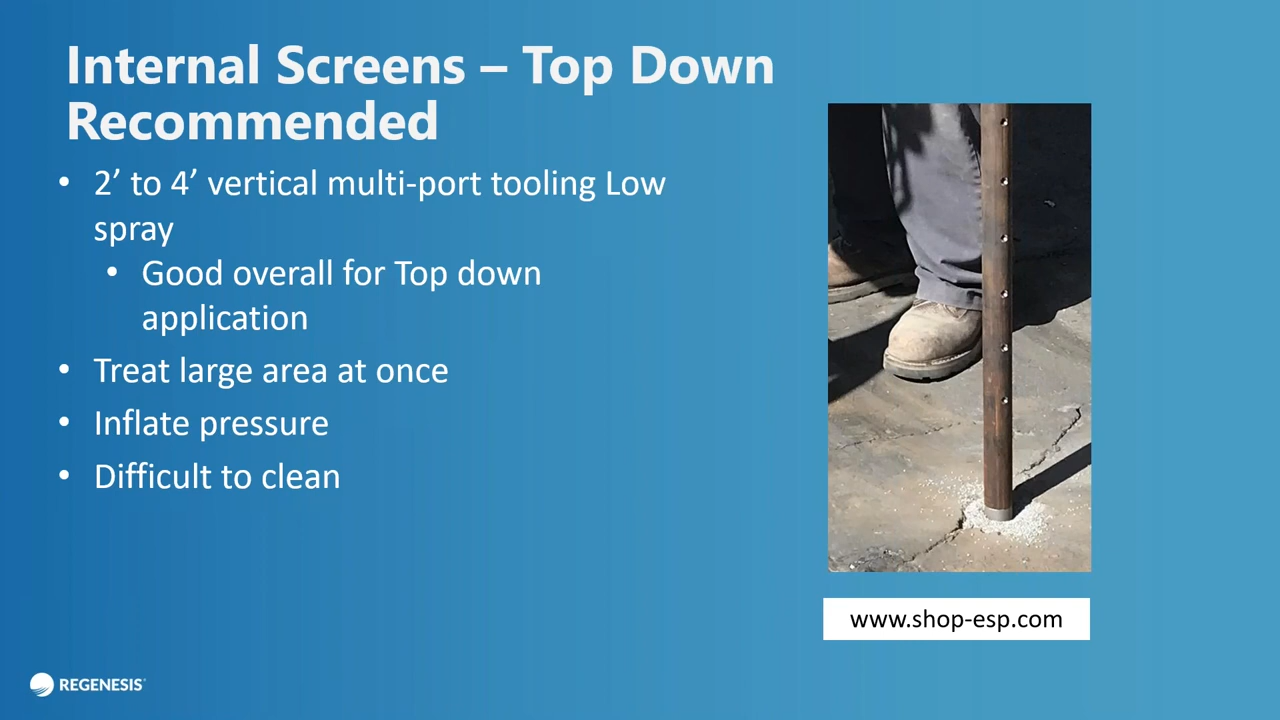 Internal Screens – Top Down
Recommended
• 2’ to 4’ vertical multi-port tooling Low
spray
• Good overall for Top down
application
• Treat large area at once
• Inflate pressure
• Difficult to clean
www.shop-esp.com
REGENESIS